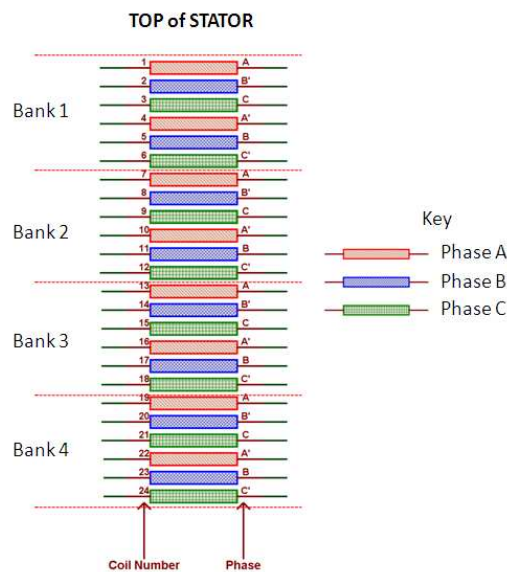 TOP of STATOR
1 A
2 B'
Bank 1
3 C
4 A'
5 B
6 C'
7 A
8 B'
Bank 2
9 C
10 A'
11 B
12 C'
13 A
14 B'
Bank 3
15 C
16 A'
17 B
18 C'
19 A
20 B'
Bank 4
21 C
22 A'
23 B
24 C'
Key
Phase A
Phase B
Phase C
Coil Number Phase